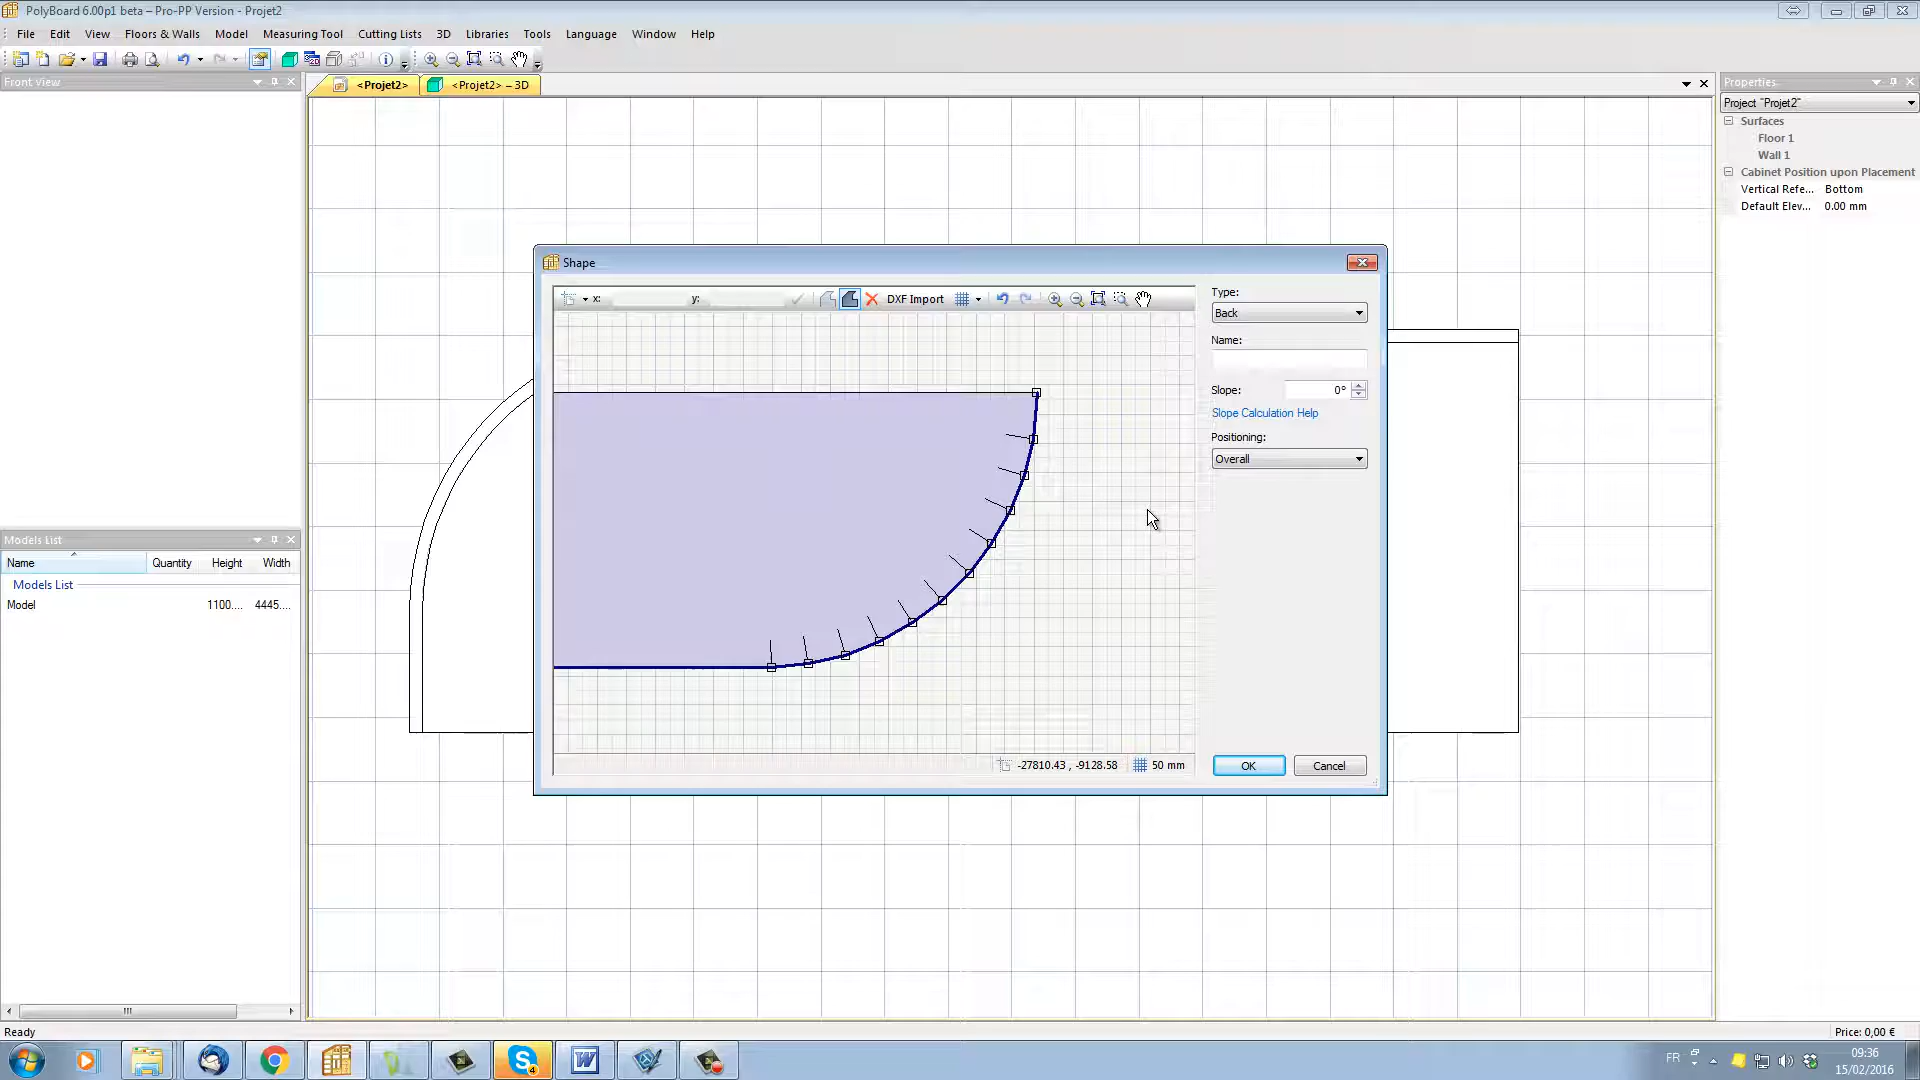 PolyBoard 6.00p1 beta – Pro-PP Version - Projet2
File Edit View Floors & Walls Model Measuring Tool Cutting Lists 3D Libraries Tools Language Window Help
Front View
<Projet2> <Projet2> – 3D
Properties
Project "Projet2"
Surfaces
Floor 1
Wall 1
Cabinet Position upon Placement
Vertical Refe... Bottom
Default Elev... 0.00 mm
Shape
x: y: DXF Import
Type:
Back
Name:
Slope: 0°
Slope Calculation Help
Positioning:
Overall
-27810.43 , -9128.58 50 mm
OK Cancel
Models List
Name Quantity Height Width
Models List
Model 1100.... 4445....
Ready
Price: 0,00 €
FR
09:36
15/02/2016